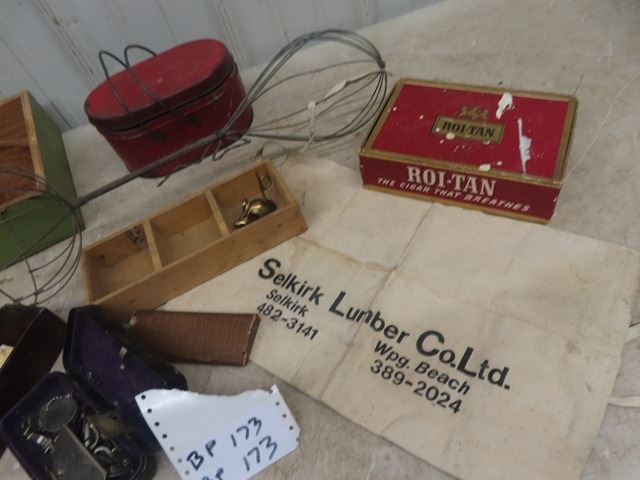 ROI-TAN
ROI-TAN
THE CIGAR THAT BREATHES
Selkirk Lumber Co. Ltd.
Selkirk
482-3141
Wpg. Beach
389-2024
BP 173
BP 173